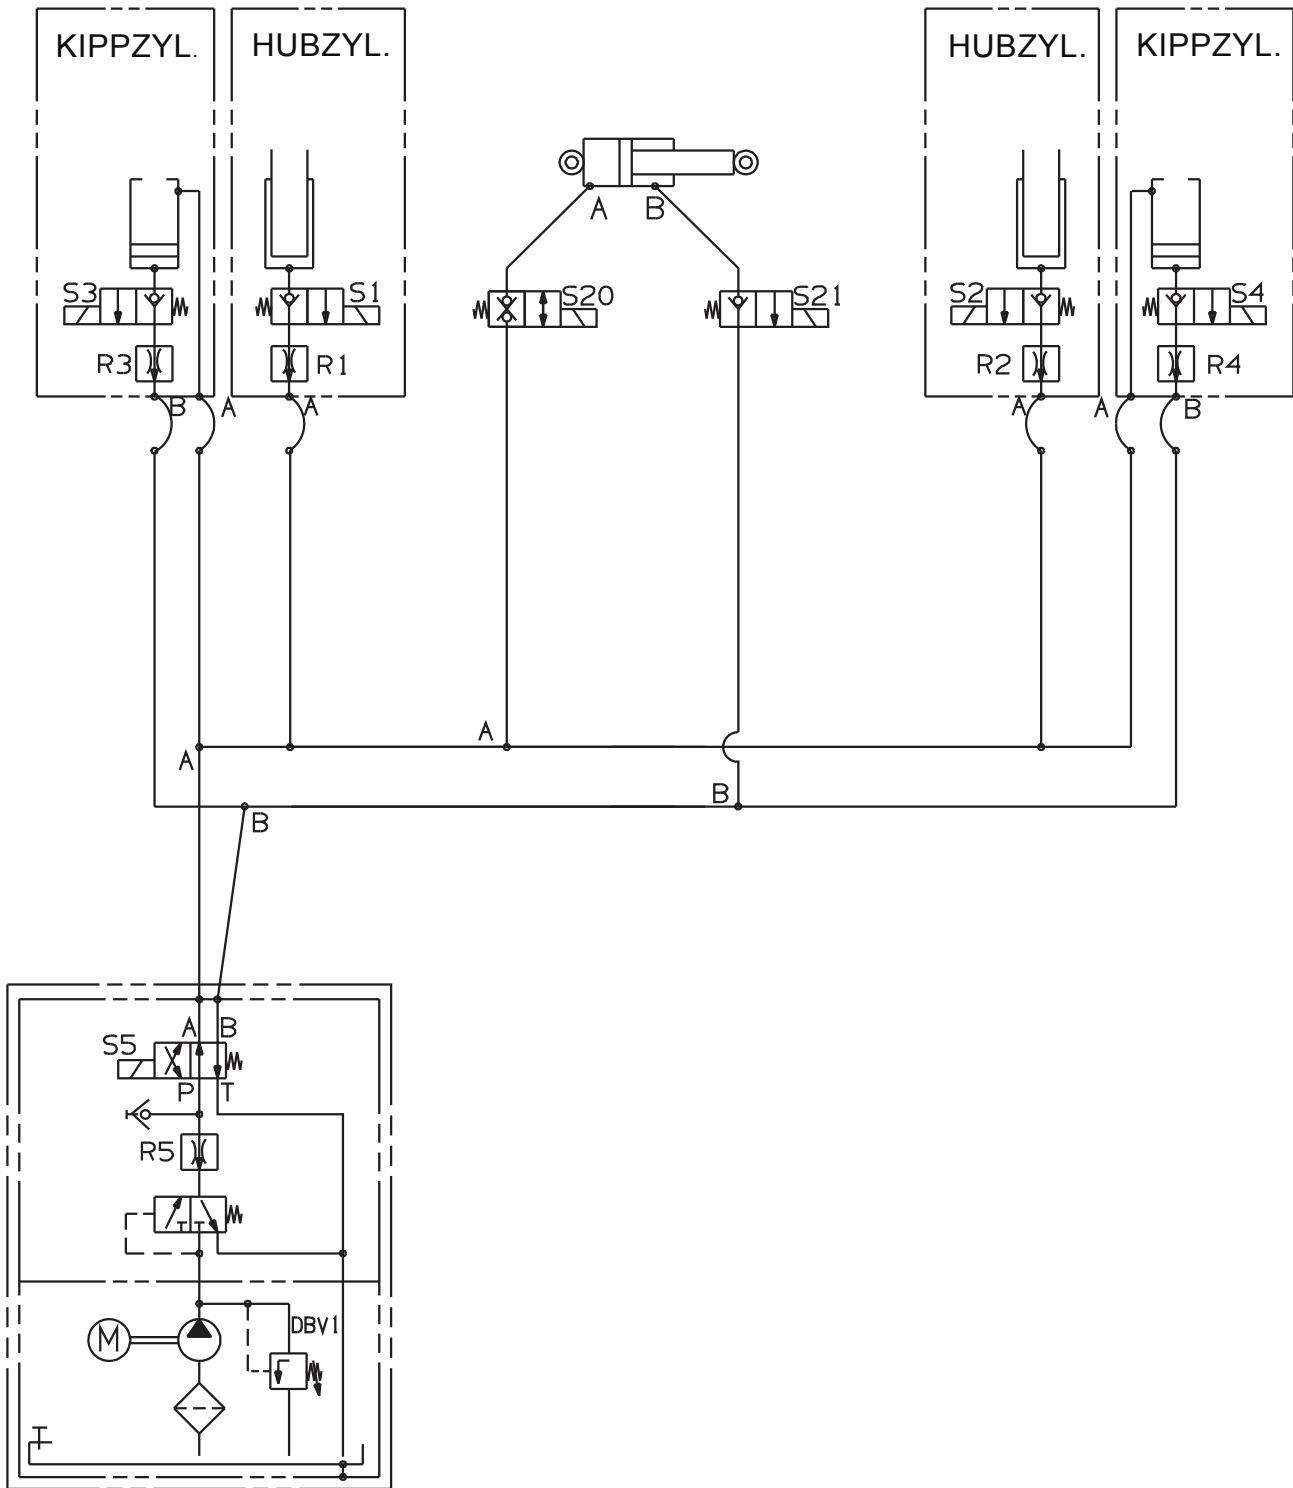 KIPPZYL. HUBZYL. HUBZYL. KIPPZYL.
A B
S3 S1 S20 S21 S2 S4
R3 R1 R2 R4
B A A A A B
A
A
B
B
A B
S5
P T
R5
DBV1
M
T